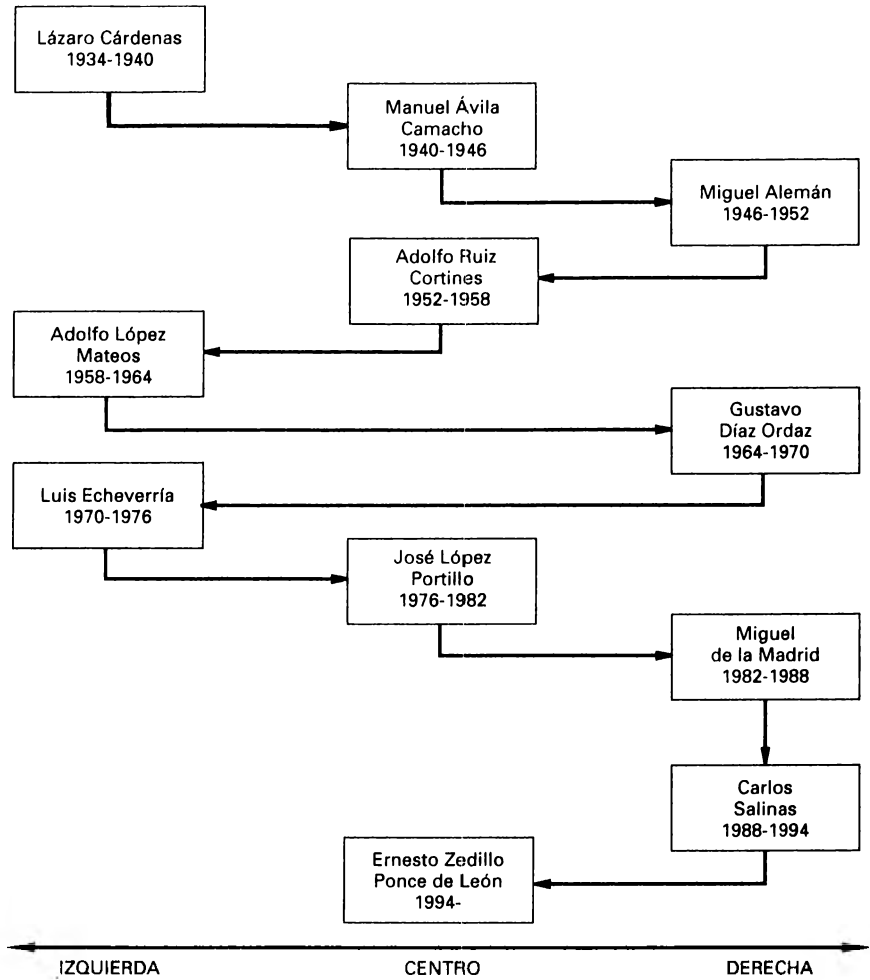 Lázaro Cárdenas
1934-1940
Manuel Ávila
Camacho
1940-1946
Miguel Alemán
1946-1952
Adolfo Ruiz
Cortines
1952-1958
Adolfo López
Mateos
1958-1964
Gustavo
Díaz Ordaz
1964-1970
Luis Echeverría
1970-1976
José López
Portillo
1976-1982
Miguel
de la Madrid
1982-1988
Carlos
Salinas
1988-1994
Ernesto Zedillo
Ponce de León
1994-
IZQUIERDA
CENTRO
DERECHA